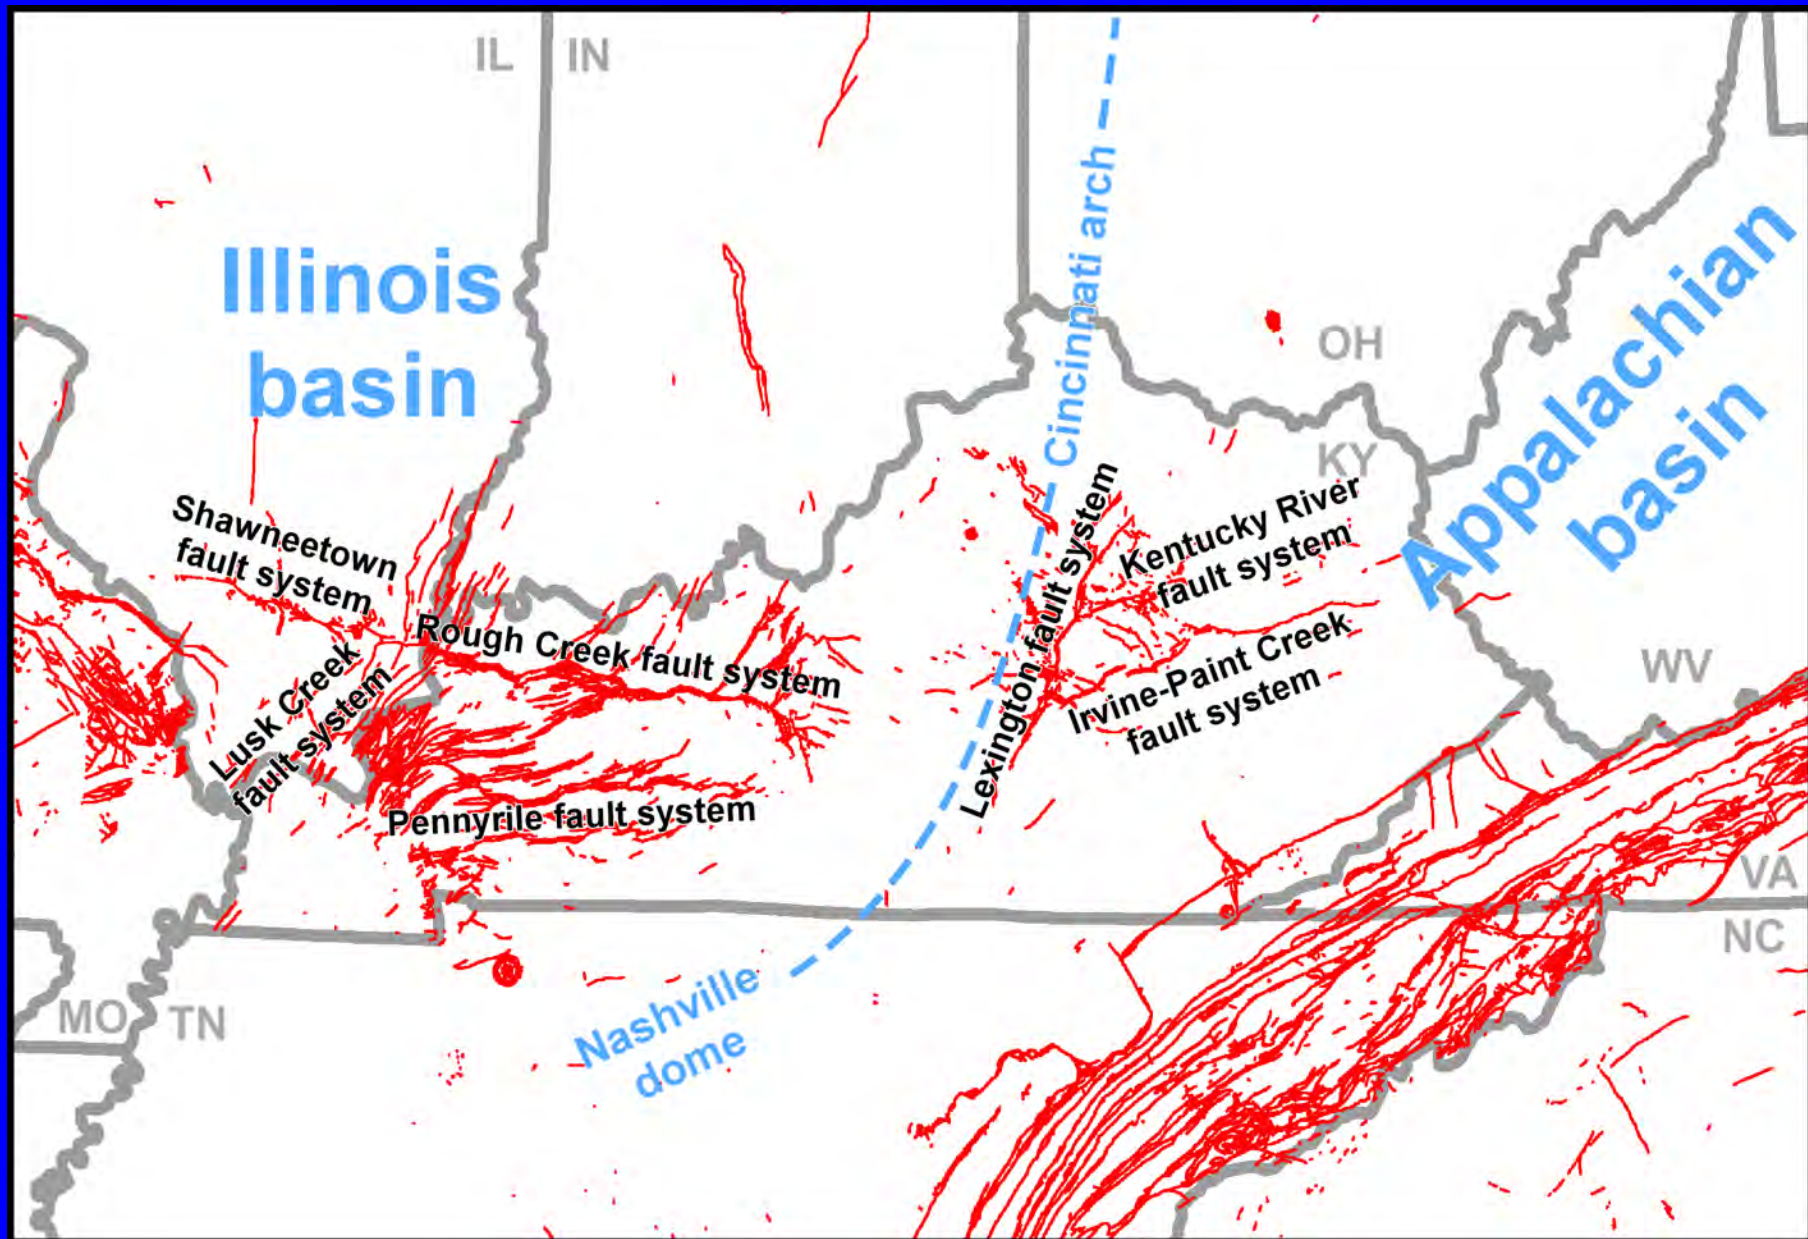 IL
IN
Illinois
basin
Cincinnati arch
OH
KY
Appalachian
basin
Shawneetown
fault system
Lusk Creek
fault system
Rough Creek fault system
Pennyrile fault system
Lexington fault system
Kentucky River
fault system
Irvine-Paint Creek
fault system
WV
VA
NC
Nashville
dome
MO
TN